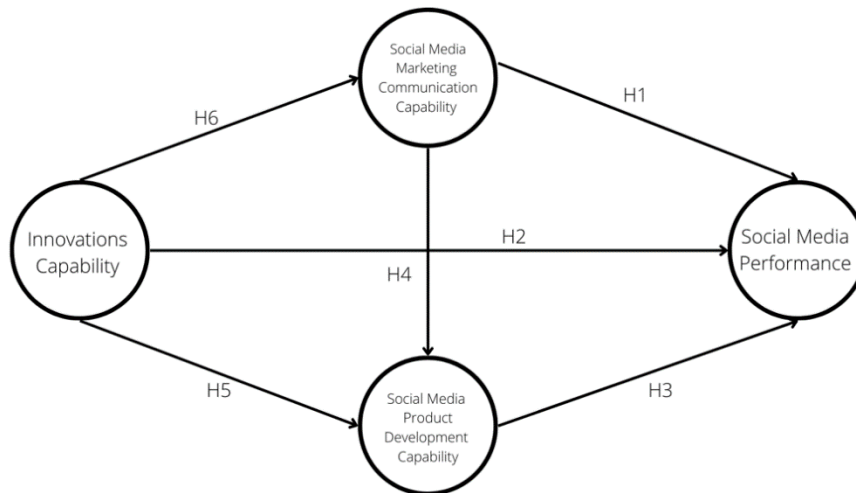 Social Media
Marketing
Communication
Capability
H1
H6
Innovations
Capability
H2
Social Media
Performance
H4
H5
Social Media
Product
Development
Capability
H3